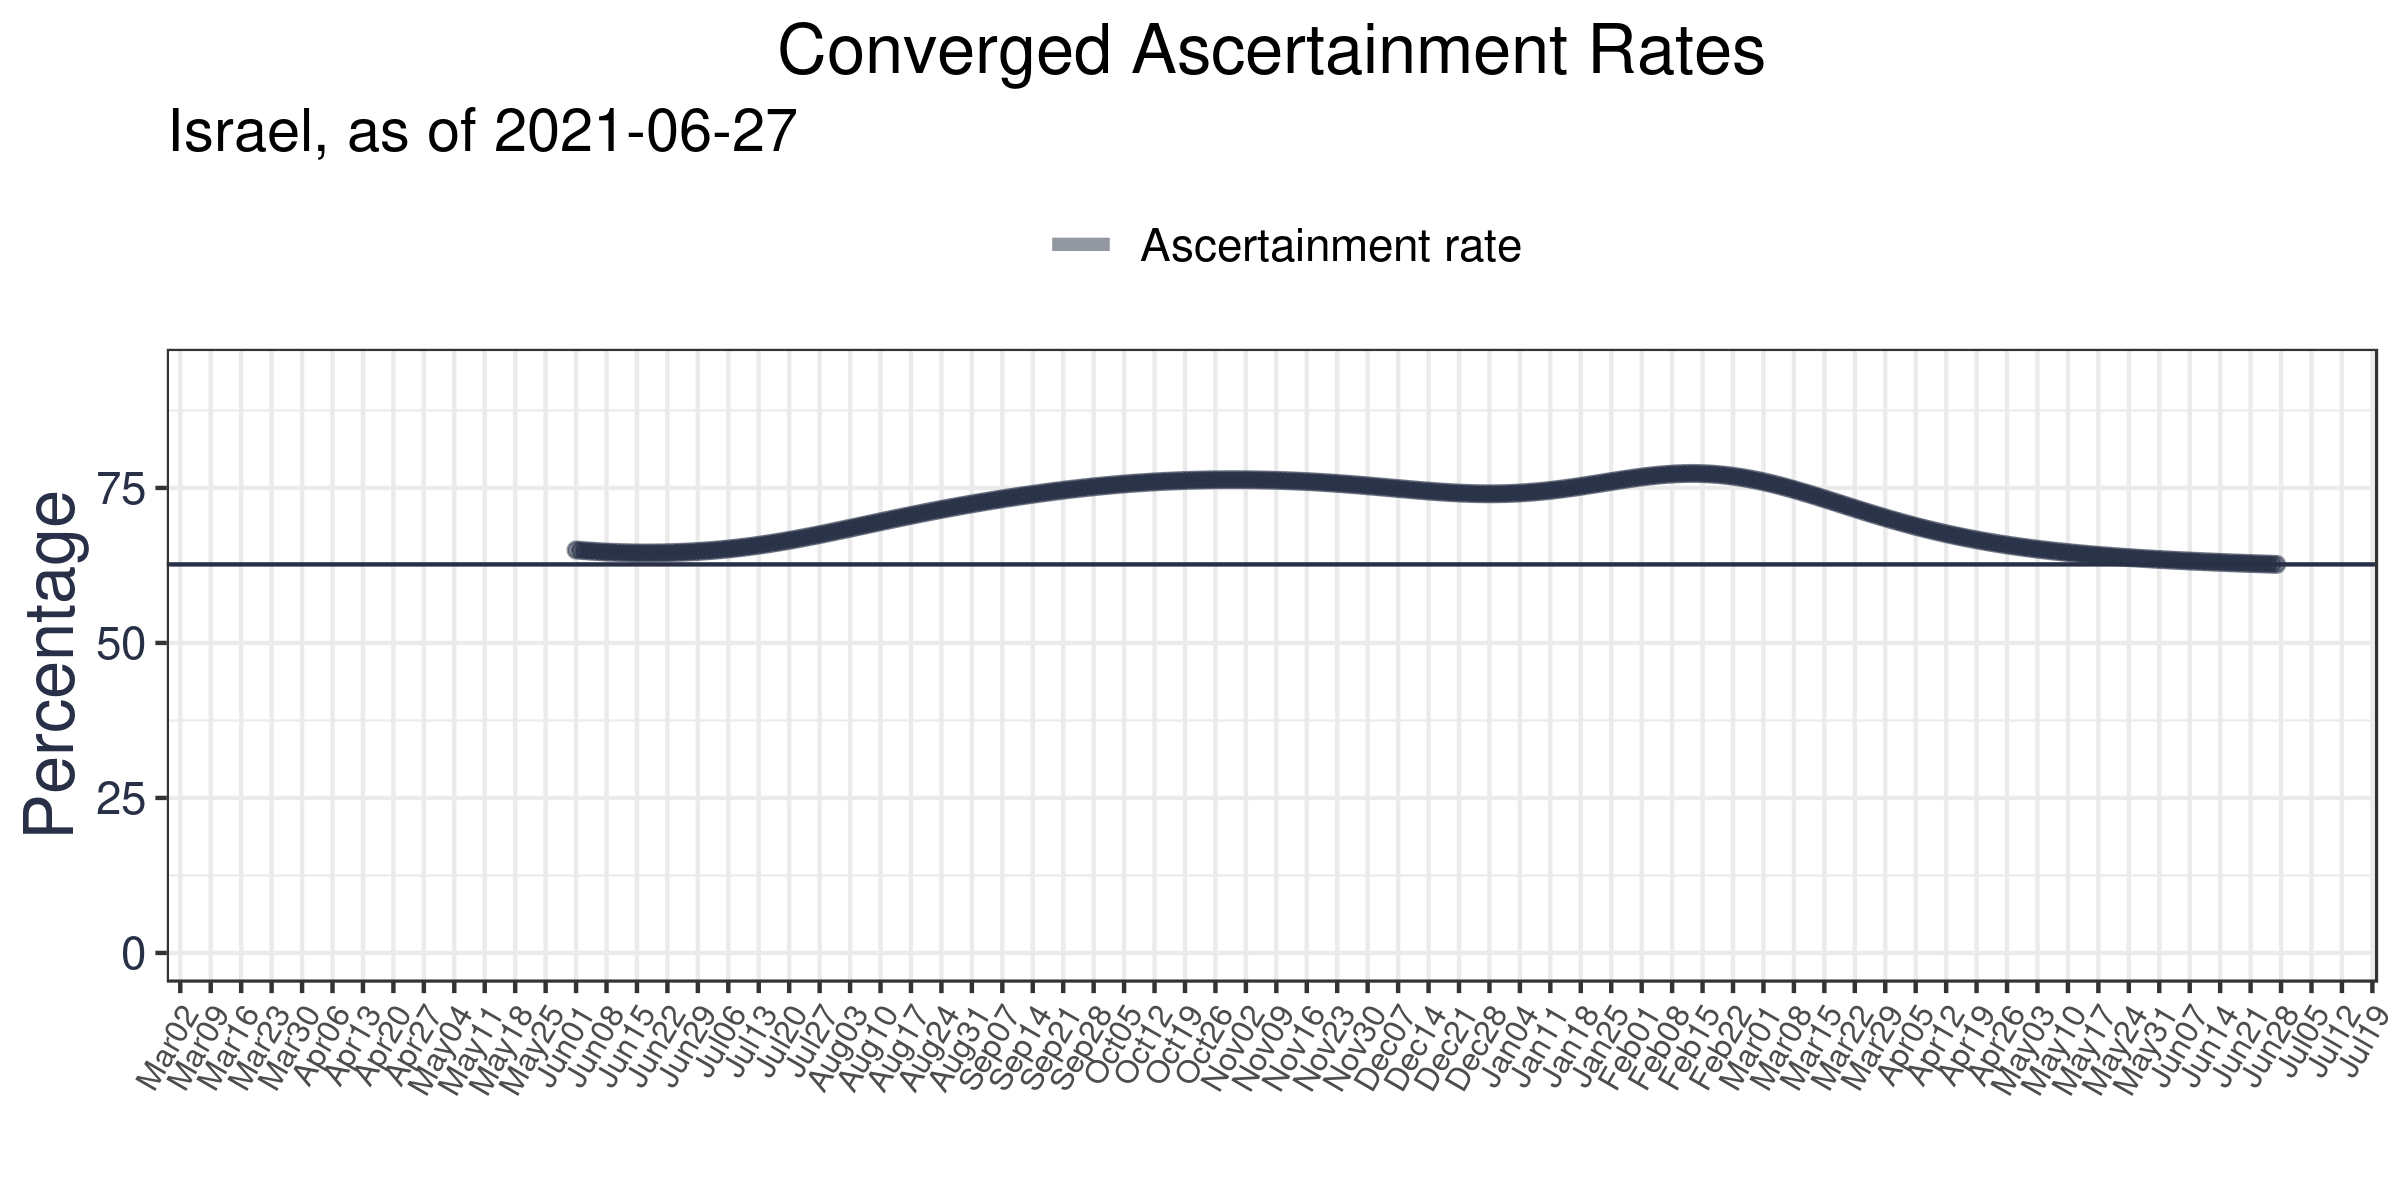 Converged Ascertainment Rates
Israel, as of 2021-06-27
Ascertainment rate
Percentage
75
50
25
0
Mar02 Mar09 Mar16 Mar23 Mar30 Apr06 Apr13 Apr20 Apr27 May04 May11 May18 May25 Jun01 Jun08 Jun15 Jun22 Jun29 Jul06 Jul13 Jul20 Jul27 Aug03 Aug10 Aug17 Aug24 Aug31 Sep07 Sep14 Sep21 Sep28 Oct05 Oct12 Oct19 Oct26 Nov02 Nov09 Nov16 Nov23 Nov30 Dec07 Dec14 Dec21 Dec28 Jan04 Jan11 Jan18 Jan25 Feb01 Feb08 Feb15 Feb22 Mar01 Mar08 Mar15 Mar22 Mar29 Apr05 Apr12 Apr19 Apr26 May03 May10 May17 May24 May31 Jun07 Jun14 Jun21 Jun28 Jul05 Jul12 Jul19